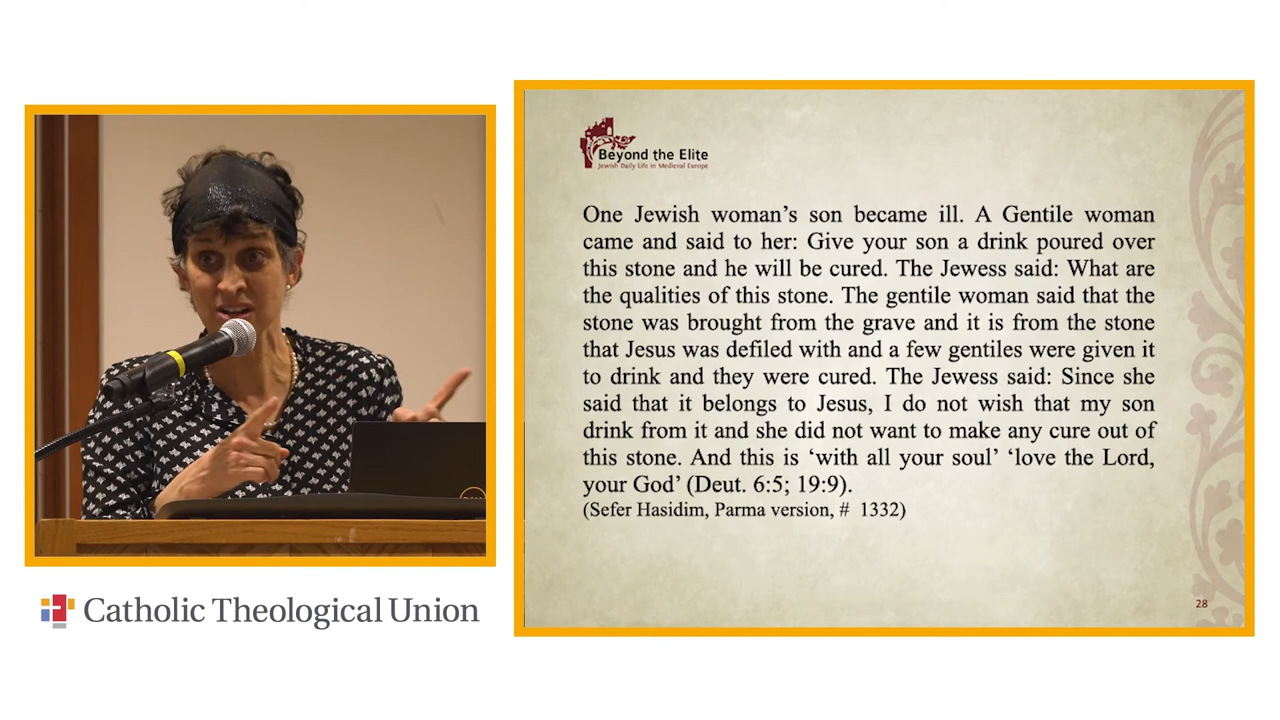 Beyond the Elite
Jewish Daily Life in Medieval Europe
One Jewish woman's son became ill. A Gentile woman
came and said to her: Give your son a drink poured over
this stone and he will be cured. The Jewess said: What are
the qualities of this stone. The gentile woman said that the
stone was brought from the grave and it is from the stone
that Jesus was defiled with and a few gentiles were given it
to drink and they were cured. The Jewess said: Since she
said that it belongs to Jesus, I do not wish that my son
drink from it and she did not want to make any cure out of
this stone. And this is ‘with all your soul’ ‘love the Lord,
your God’ (Deut. 6:5; 19:9).
(Sefer Hasidim, Parma version, # 1332)
28
Catholic Theological Union